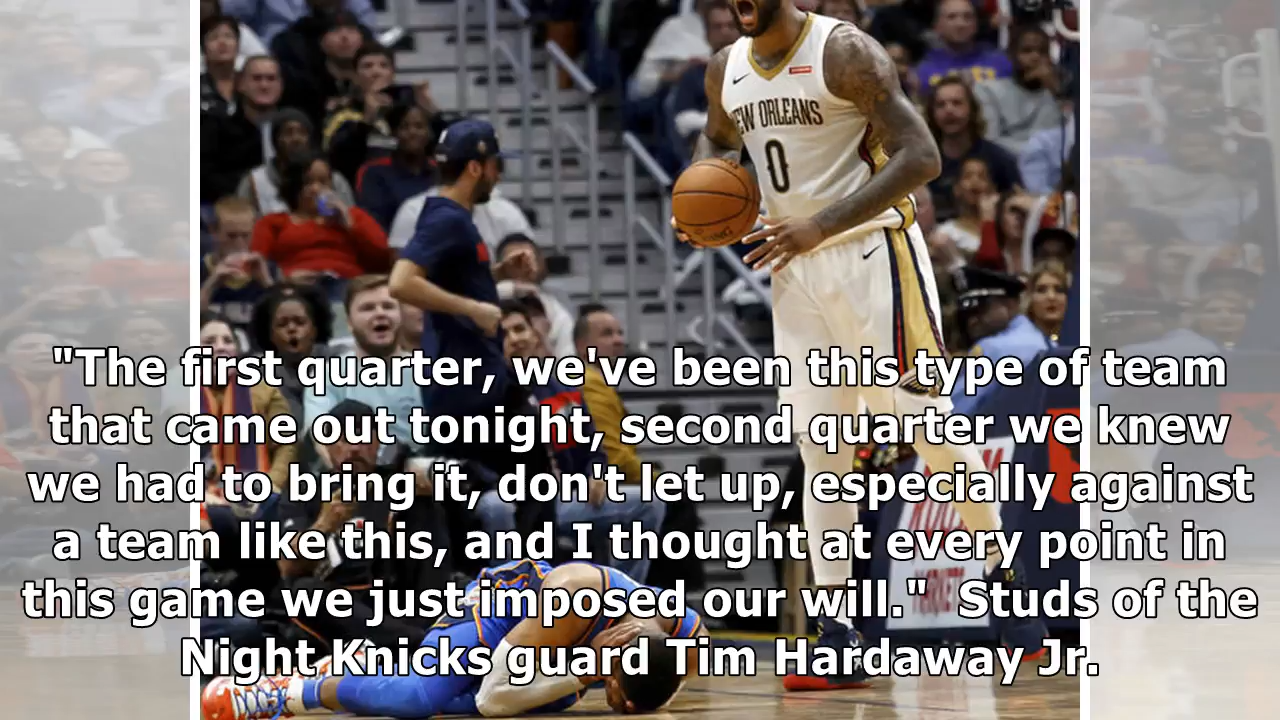 NEW ORLEANS
0
"The first quarter, we've been this type of team
that came out tonight, second quarter we knew
we had to bring it, don't let up, especially against
a team like this, and I thought at every point in
this game we just imposed our will."  Studs of the
Night Knicks guard Tim Hardaway Jr.